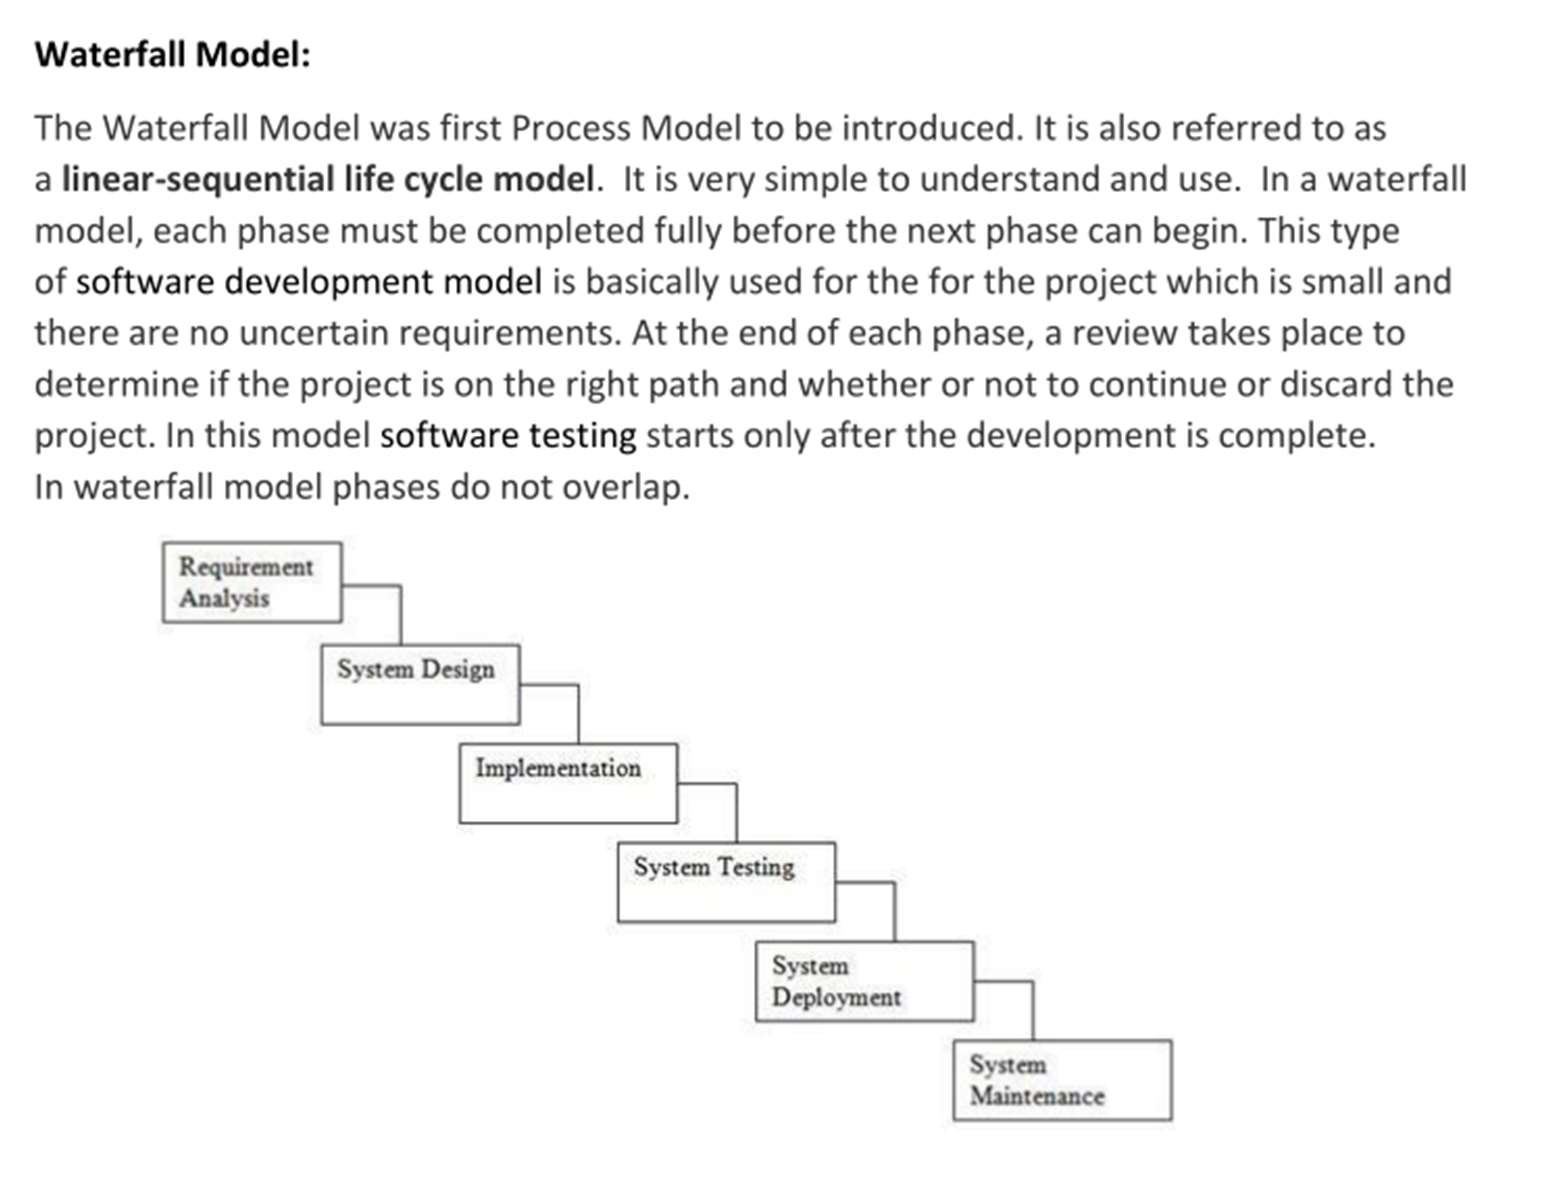 Waterfall Model:
The Waterfall Model was first Process Model to be introduced. It is also referred to as
a linear-sequential life cycle model.  It is very simple to understand and use.  In a waterfall
model, each phase must be completed fully before the next phase can begin. This type
of software development model is basically used for the for the project which is small and
there are no uncertain requirements. At the end of each phase, a review takes place to
determine if the project is on the right path and whether or not to continue or discard the
project. In this model software testing starts only after the development is complete.
In waterfall model phases do not overlap.
Requirement
Analysis
System Design
Implementation
System Testing
System
Deployment
System
Maintenance